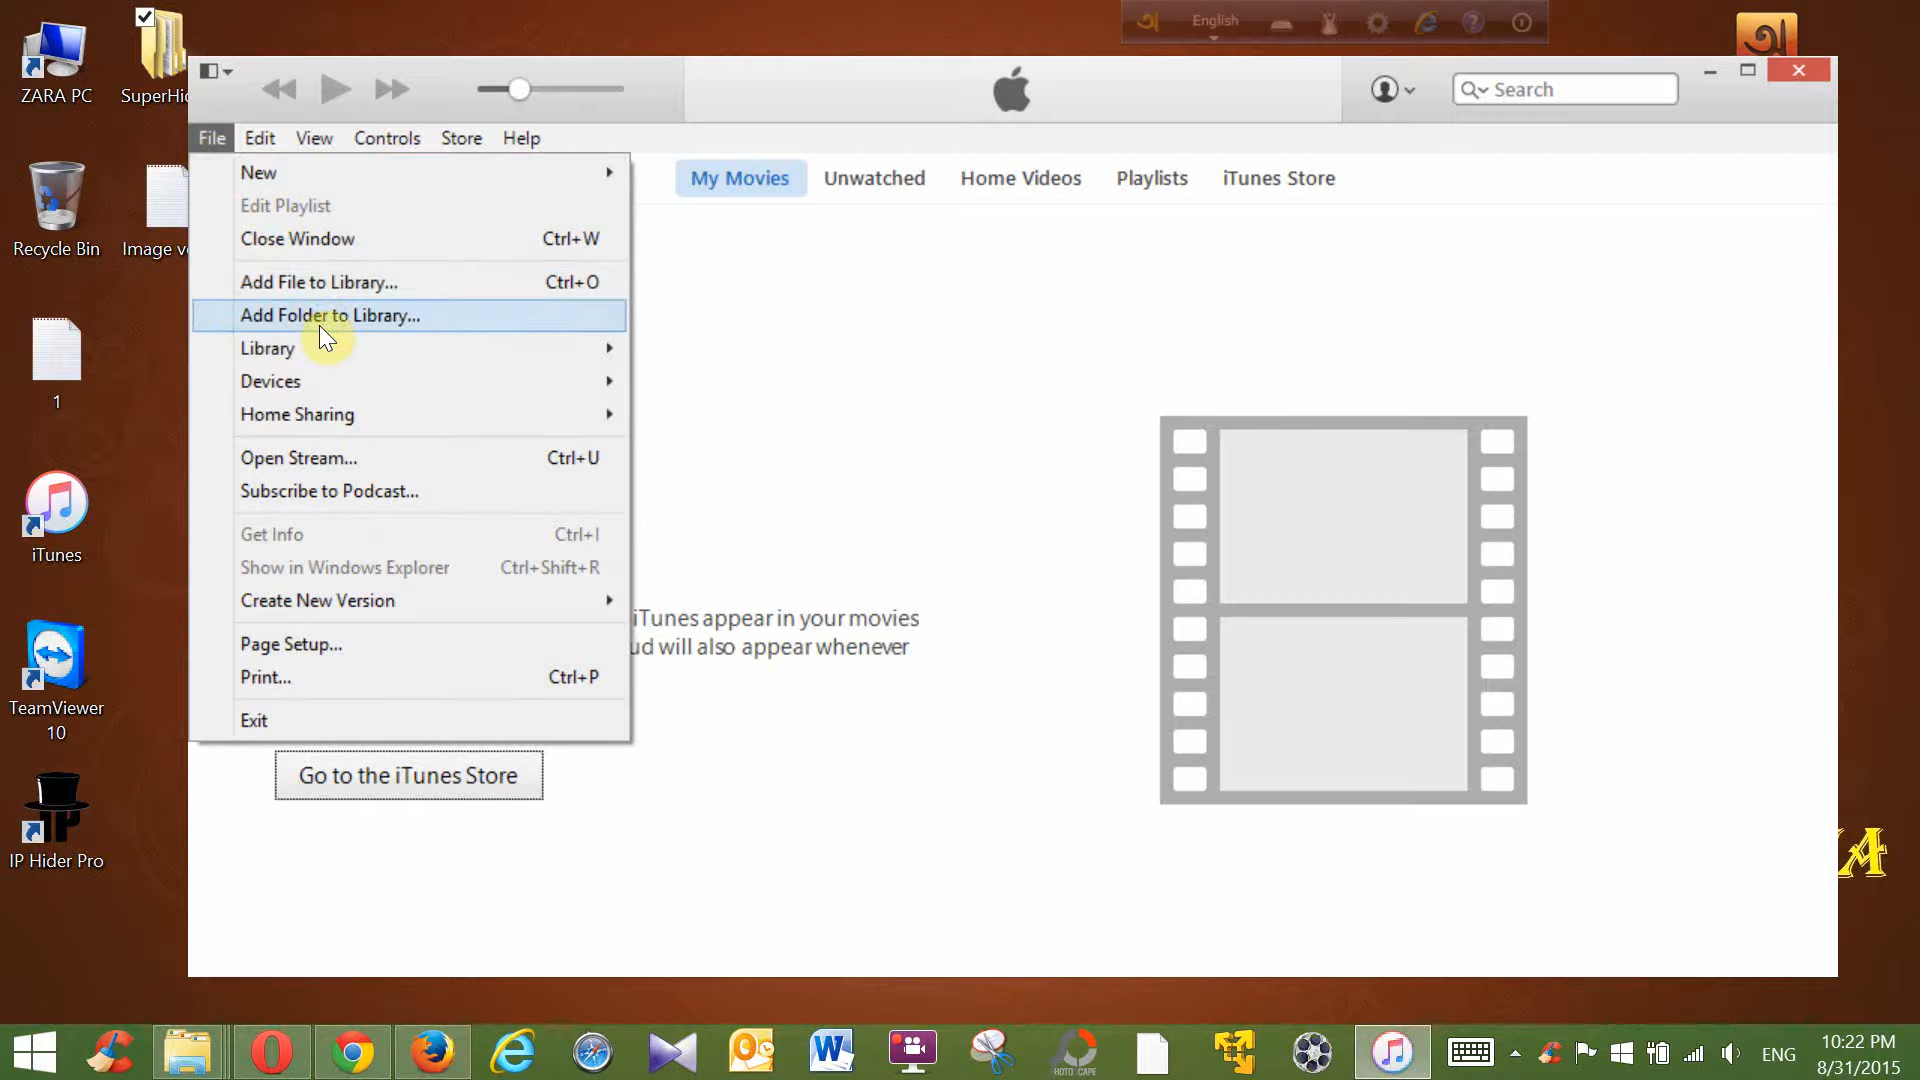 English
ZARA PC
SuperHid
Search
File Edit View Controls Store Help
New
Edit Playlist
Close Window Ctrl+W
Add File to Library... Ctrl+O
Add Folder to Library...
Library
Devices
Home Sharing
Open Stream... Ctrl+U
Subscribe to Podcast...
Get Info Ctrl+I
Show in Windows Explorer Ctrl+Shift+R
Create New Version
Page Setup...
Print... Ctrl+P
Exit
My Movies Unwatched Home Videos Playlists iTunes Store
iTunes appear in your movies
ud will also appear whenever
Go to the iTunes Store
Recycle Bin
Image ve
1
iTunes
TeamViewer
10
IP Hider Pro
A
ENG
10:22 PM
8/31/2015